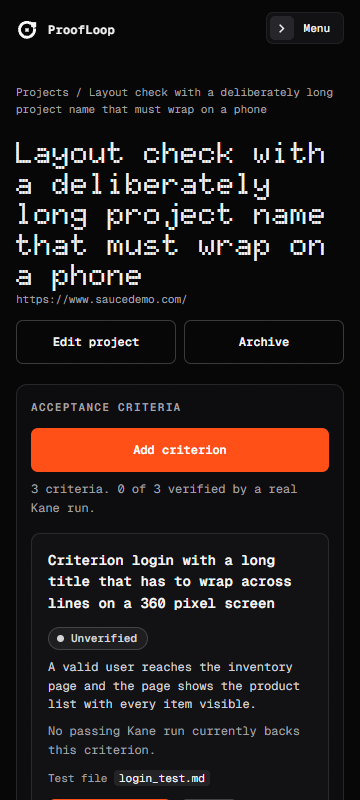 ProofLoop
Menu
Projects / Layout check with a deliberately long
project name that must wrap on a phone
Layout check with
a deliberately
long project name
that must wrap on
a phone
https://www.saucedemo.com/
Edit project
Archive
ACCEPTANCE CRITERIA
Add criterion
3 criteria. 0 of 3 verified by a real
Kane run.
Criterion login with a long
title that has to wrap across
lines on a 360 pixel screen
Unverified
A valid user reaches the inventory
page and the page shows the product
list with every item visible.
No passing Kane run currently backs
this criterion.
Test file login_test.md